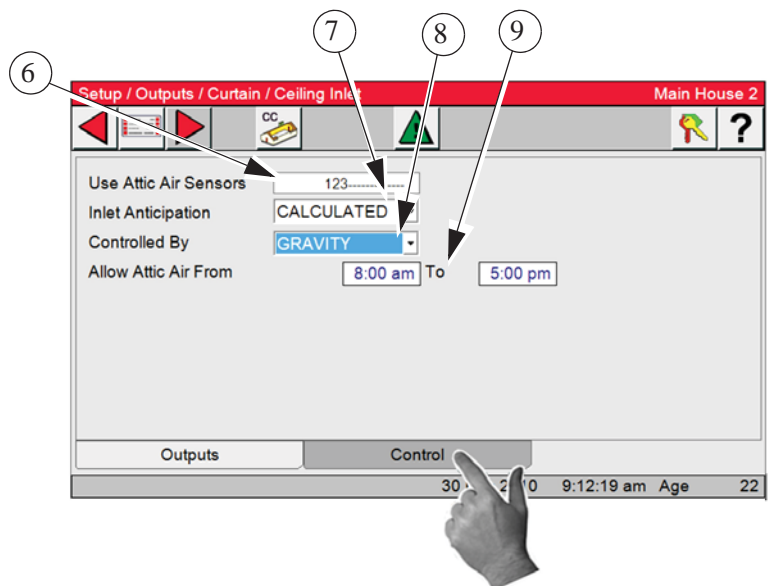 7 8 9
6
Setup / Outputs / Curtain / Ceiling Inlet Main House 2
CC
?
Use Attic Air Sensors 123------------
Inlet Anticipation CALCULATED
Controlled By GRAVITY
Allow Attic Air From 8:00 am To 5:00 pm
Outputs Control
30 9:12:19 am Age 22